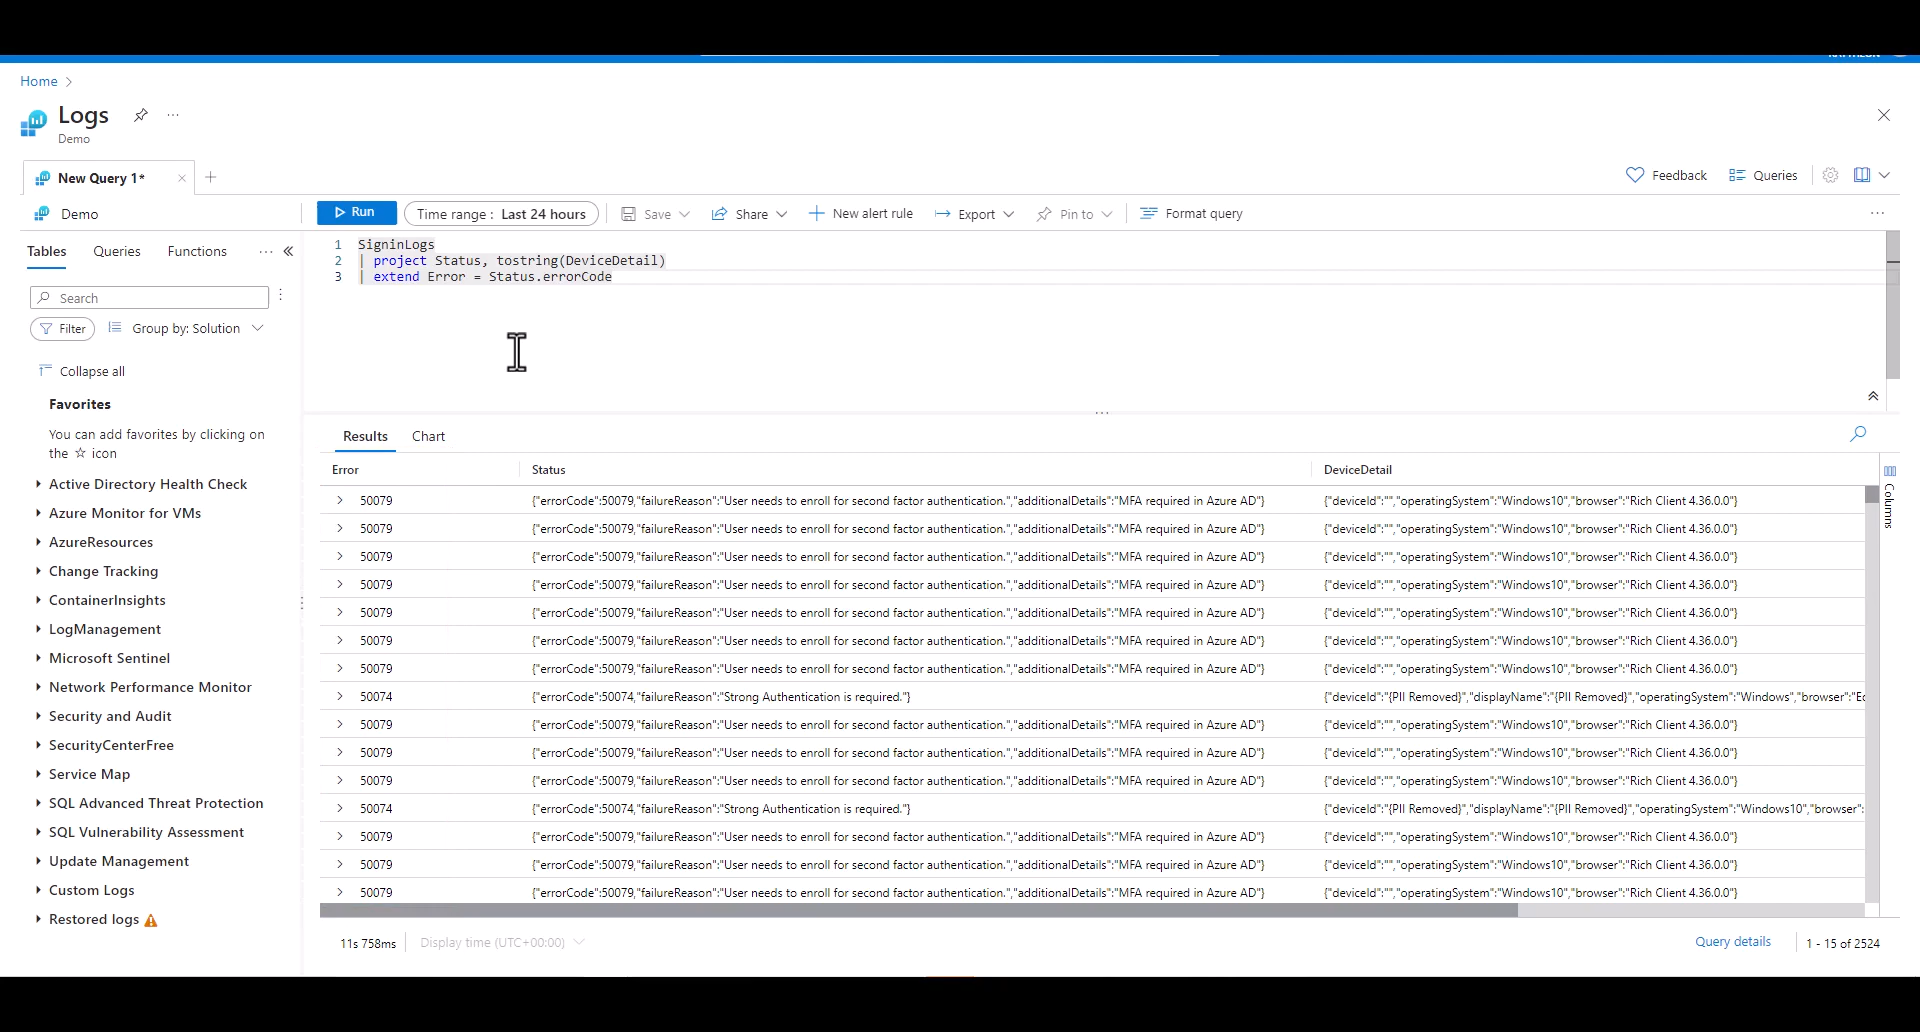 Home
Logs
Demo
New Query 1*
Feedback
Queries
Demo
Run
Time range : Last 24 hours
Save
Share
New alert rule
Export
Pin to
Format query
Tables
Queries
Functions
1 SigninLogs
2 | project Status, tostring(DeviceDetail)
3 | extend Error = Status.errorCode
Search
Filter
Group by: Solution
Collapse all
Favorites
You can add favorites by clicking on
the ☆ icon
Active Directory Health Check
Azure Monitor for VMs
AzureResources
Change Tracking
ContainerInsights
LogManagement
Microsoft Sentinel
Network Performance Monitor
Security and Audit
SecurityCenterFree
Service Map
SQL Advanced Threat Protection
SQL Vulnerability Assessment
Update Management
Custom Logs
Restored logs
Results
Chart
Error Status DeviceDetail
50079 {"errorCode":50079,"failureReason":"User needs to enroll for second factor authentication.","additionalDetails":"MFA required in Azure AD"} {"deviceId":"","operatingSystem":"Windows10","browser":"Rich Client 4.36.0.0"}
50079 {"errorCode":50079,"failureReason":"User needs to enroll for second factor authentication.","additionalDetails":"MFA required in Azure AD"} {"deviceId":"","operatingSystem":"Windows10","browser":"Rich Client 4.36.0.0"}
50079 {"errorCode":50079,"failureReason":"User needs to enroll for second factor authentication.","additionalDetails":"MFA required in Azure AD"} {"deviceId":"","operatingSystem":"Windows10","browser":"Rich Client 4.36.0.0"}
50079 {"errorCode":50079,"failureReason":"User needs to enroll for second factor authentication.","additionalDetails":"MFA required in Azure AD"} {"deviceId":"","operatingSystem":"Windows10","browser":"Rich Client 4.36.0.0"}
50079 {"errorCode":50079,"failureReason":"User needs to enroll for second factor authentication.","additionalDetails":"MFA required in Azure AD"} {"deviceId":"","operatingSystem":"Windows10","browser":"Rich Client 4.36.0.0"}
50079 {"errorCode":50079,"failureReason":"User needs to enroll for second factor authentication.","additionalDetails":"MFA required in Azure AD"} {"deviceId":"","operatingSystem":"Windows10","browser":"Rich Client 4.36.0.0"}
50079 {"errorCode":50079,"failureReason":"User needs to enroll for second factor authentication.","additionalDetails":"MFA required in Azure AD"} {"deviceId":"","operatingSystem":"Windows10","browser":"Rich Client 4.36.0.0"}
50074 {"errorCode":50074,"failureReason":"Strong Authentication is required."} {"deviceId":"{PII Removed}","displayName":"{PII Removed}","operatingSystem":"Windows","browser":"Ec
50079 {"errorCode":50079,"failureReason":"User needs to enroll for second factor authentication.","additionalDetails":"MFA required in Azure AD"} {"deviceId":"","operatingSystem":"Windows10","browser":"Rich Client 4.36.0.0"}
50079 {"errorCode":50079,"failureReason":"User needs to enroll for second factor authentication.","additionalDetails":"MFA required in Azure AD"} {"deviceId":"","operatingSystem":"Windows10","browser":"Rich Client 4.36.0.0"}
50079 {"errorCode":50079,"failureReason":"User needs to enroll for second factor authentication.","additionalDetails":"MFA required in Azure AD"} {"deviceId":"","operatingSystem":"Windows10","browser":"Rich Client 4.36.0.0"}
50074 {"errorCode":50074,"failureReason":"Strong Authentication is required."} {"deviceId":"{PII Removed}","displayName":"{PII Removed}","operatingSystem":"Windows10","browser":
50079 {"errorCode":50079,"failureReason":"User needs to enroll for second factor authentication.","additionalDetails":"MFA required in Azure AD"} {"deviceId":"","operatingSystem":"Windows10","browser":"Rich Client 4.36.0.0"}
50079 {"errorCode":50079,"failureReason":"User needs to enroll for second factor authentication.","additionalDetails":"MFA required in Azure AD"} {"deviceId":"","operatingSystem":"Windows10","browser":"Rich Client 4.36.0.0"}
50079 {"errorCode":50079,"failureReason":"User needs to enroll for second factor authentication.","additionalDetails":"MFA required in Azure AD"} {"deviceId":"","operatingSystem":"Windows10","browser":"Rich Client 4.36.0.0"}
Columns
11s 758ms
Display time (UTC+00:00)
Query details
1 - 15 of 2524